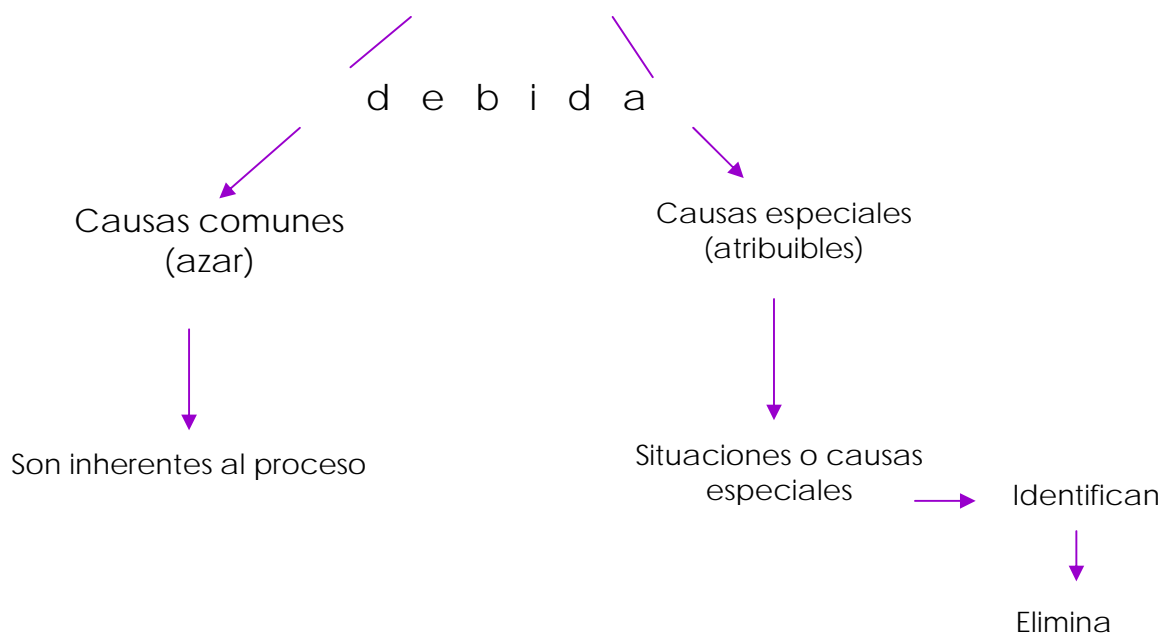 d e b i d a
Causas comunes
(azar)
Causas especiales
(atribuibles)
Son inherentes al proceso
Situaciones o causas
especiales
Identifican
Elimina